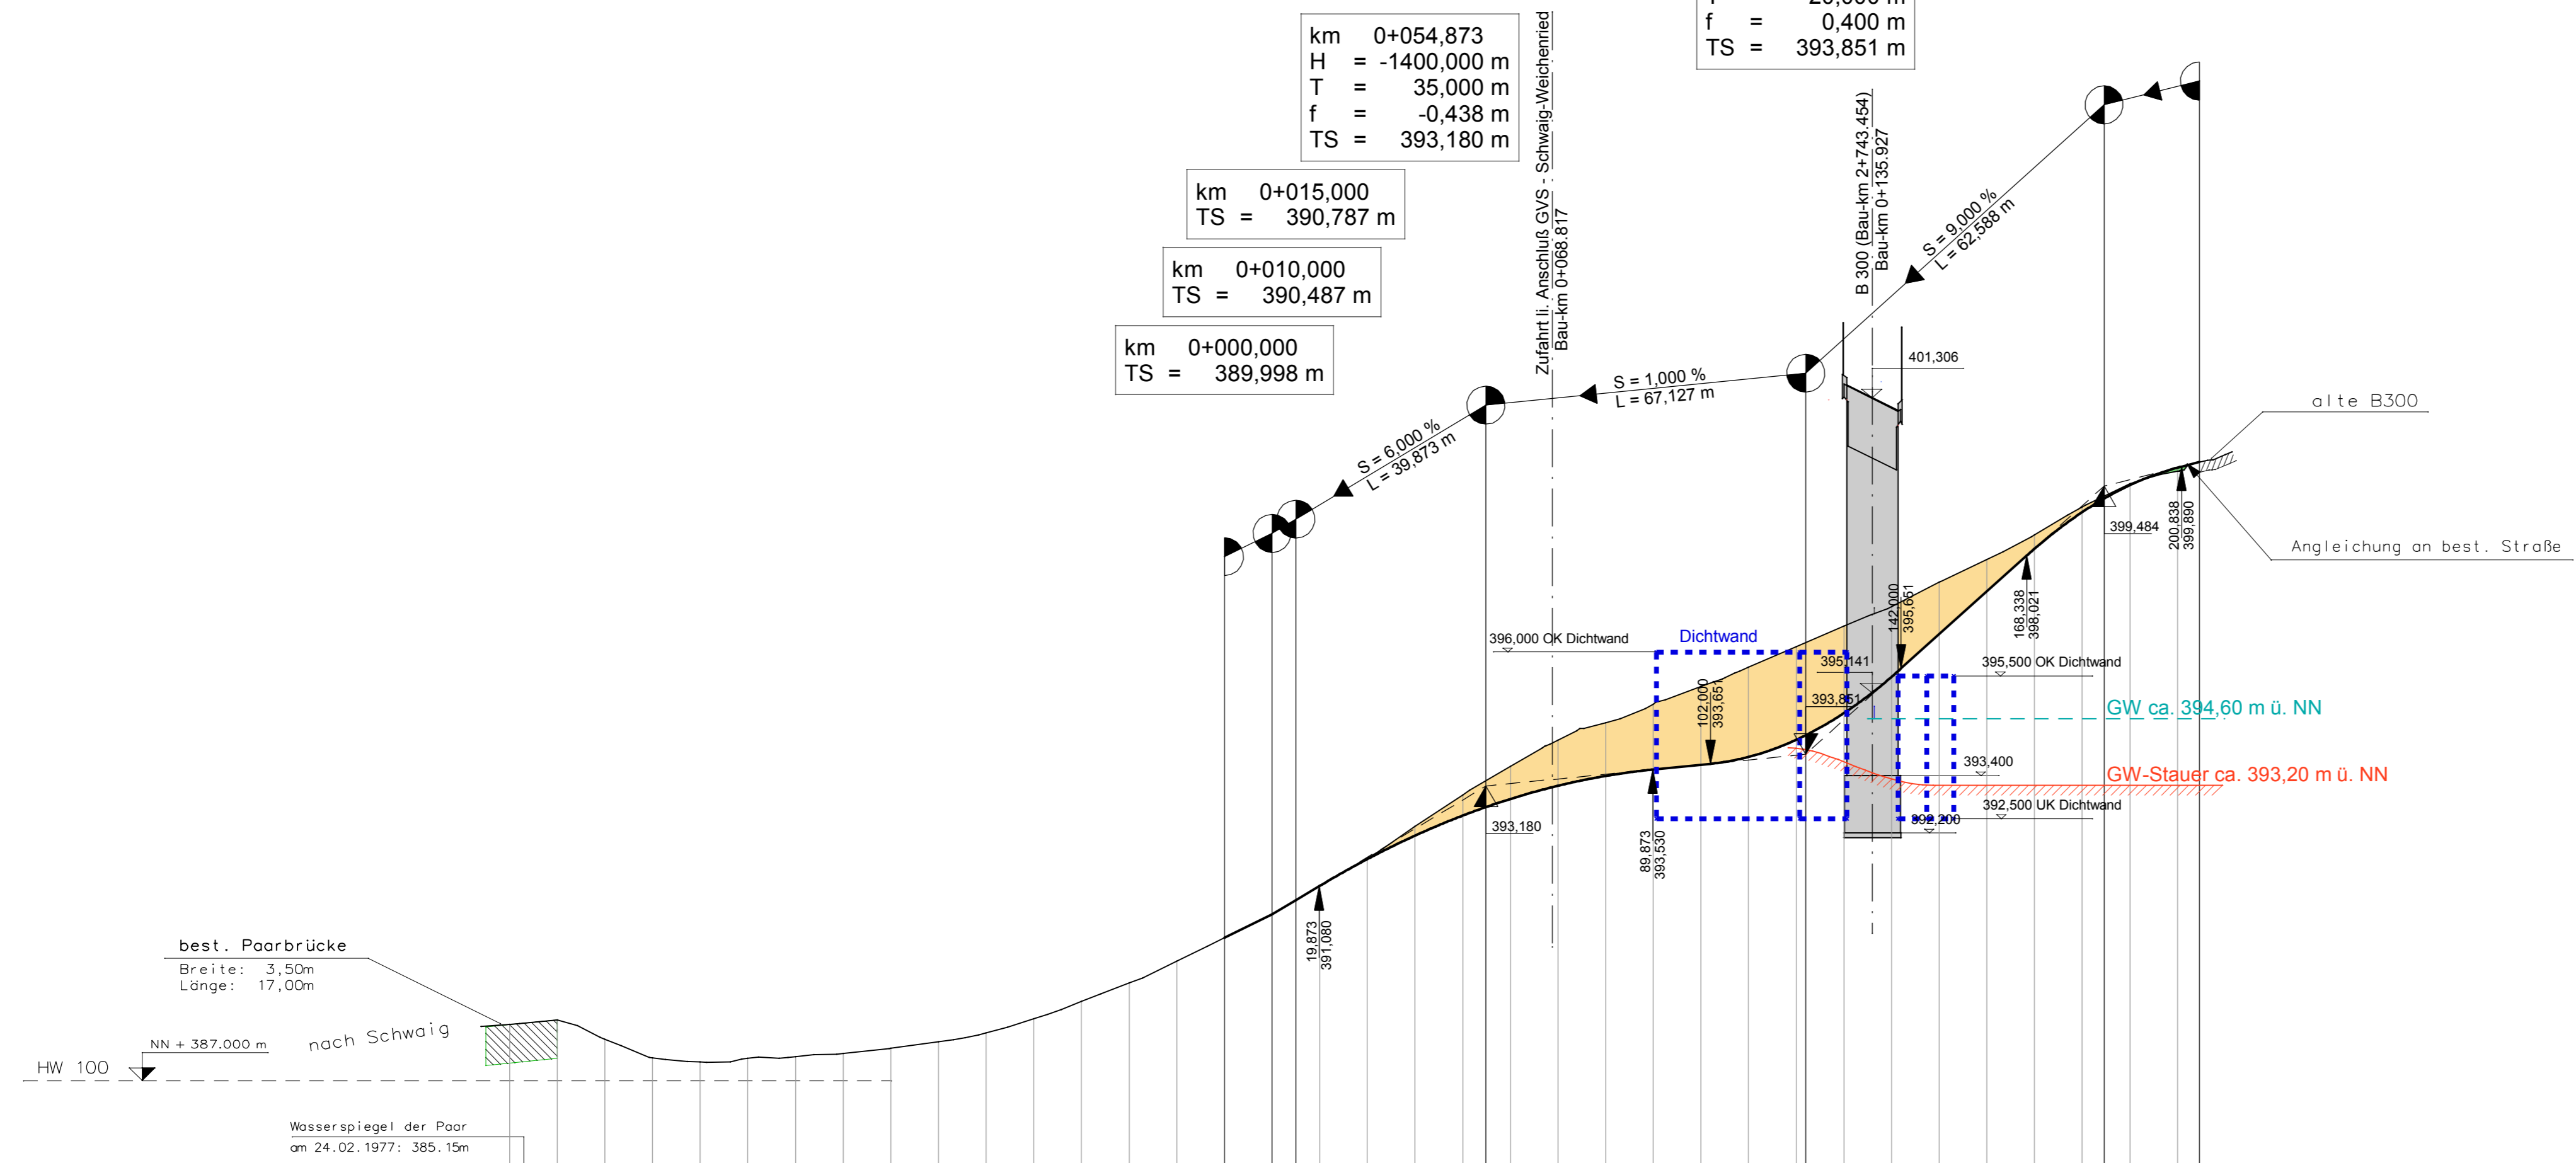 km 0+054,873
H = -1400,000 m
T = 35,000 m
f = -0,438 m
TS = 393,180 m
f = 0,400 m
TS = 393,851 m
km 0+015,000
TS = 390,787 m
km 0+010,000
TS = 390,487 m
km 0+000,000
TS = 389,998 m
Zufahrt li. Anschluß GVS - Schwaig-Weichenried
Bau-km 0+068.817
B 300 (Bau-km 2+743.454)
Bau-km 0+135.927
S = 9,000 %
L = 62,588 m
S = 1,000 %
L = 67,127 m
S = 6,000 %
L = 39,873 m
401,306
alte B300
399,484
200,838
399,890
Angleichung an best. Straße
142,000
395,651
168,338
398,021
396,000 OK Dichtwand
Dichtwand
395,141
395,500 OK Dichtwand
102,000
393,651
393,851
GW ca. 394,60 m ü. NN
393,400
GW-Stauer ca. 393,20 m ü. NN
392,500 UK Dichtwand
392,200
393,180
89,873
393,530
19,873
391,080
best. Paarbrücke
Breite: 3,50m
Länge: 17,00m
nach Schwaig
NN + 387.000 m
HW 100
Wasserspiegel der Paar
am 24.02.1977: 385.15m